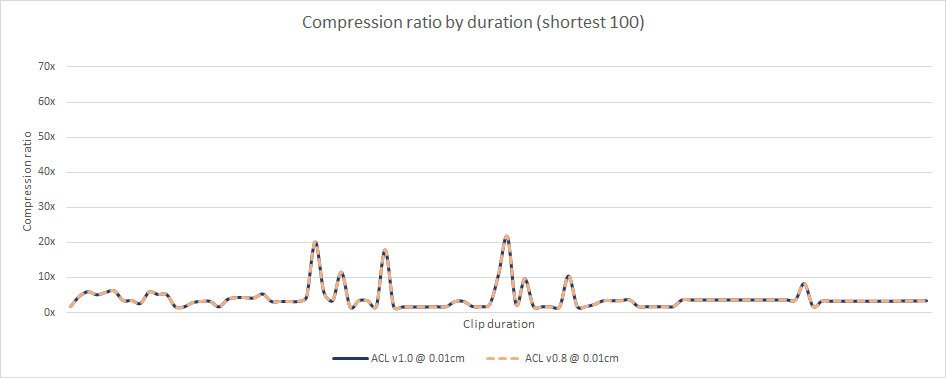 Compression ratio by duration (shortest 100)
70x
60x
50x
40x
30x
20x
10x
0x
Compression ratio
Clip duration
ACL v1.0 @ 0.01cm
ACL v0.8 @ 0.01cm